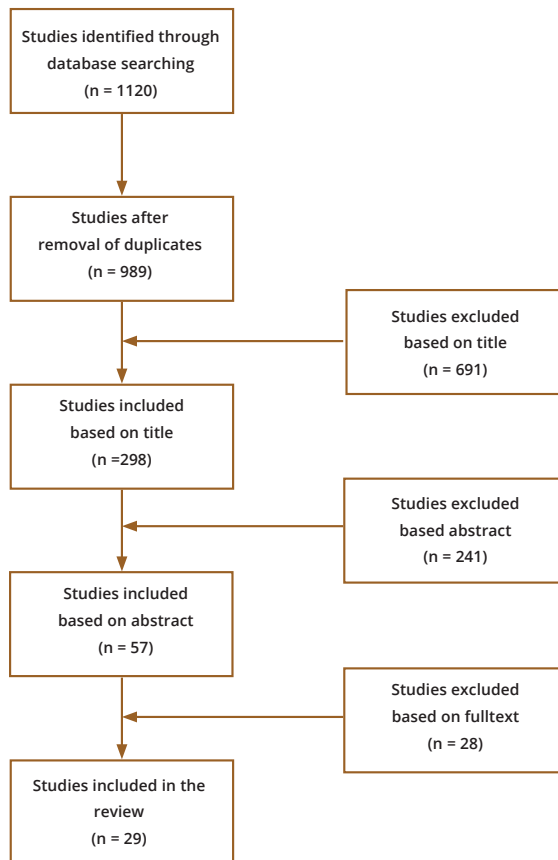 Studies identified through
database searching
(n = 1120)
Studies after
removal of duplicates
(n = 989)
Studies excluded
based on title
(n = 691)
Studies included
based on title
(n =298)
Studies excluded
based abstract
(n = 241)
Studies included
based on abstract
(n = 57)
Studies excluded
based on fulltext
(n = 28)
Studies included in the
review
(n = 29)